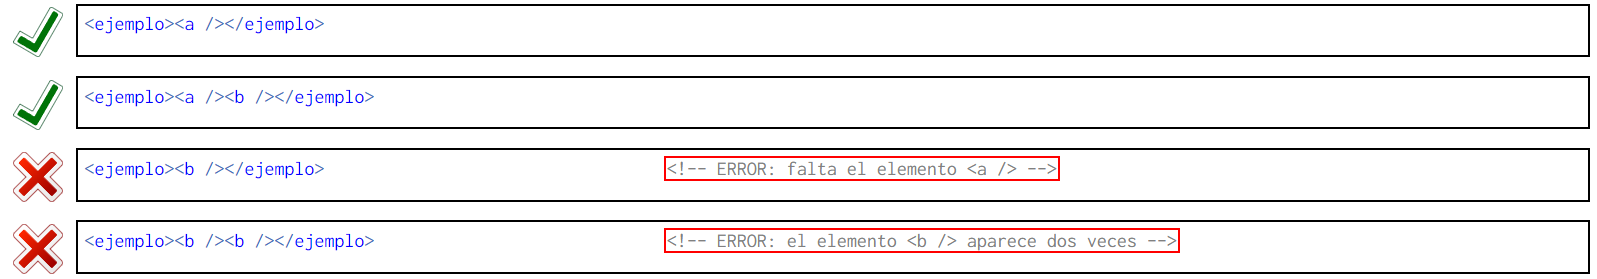 <ejemplo><a /></ejemplo>
<ejemplo><a /><b /></ejemplo>
<ejemplo><b /></ejemplo> <!-- ERROR: falta el elemento <a /> -->
<ejemplo><b /><b /></ejemplo> <!-- ERROR: el elemento <b /> aparece dos veces -->